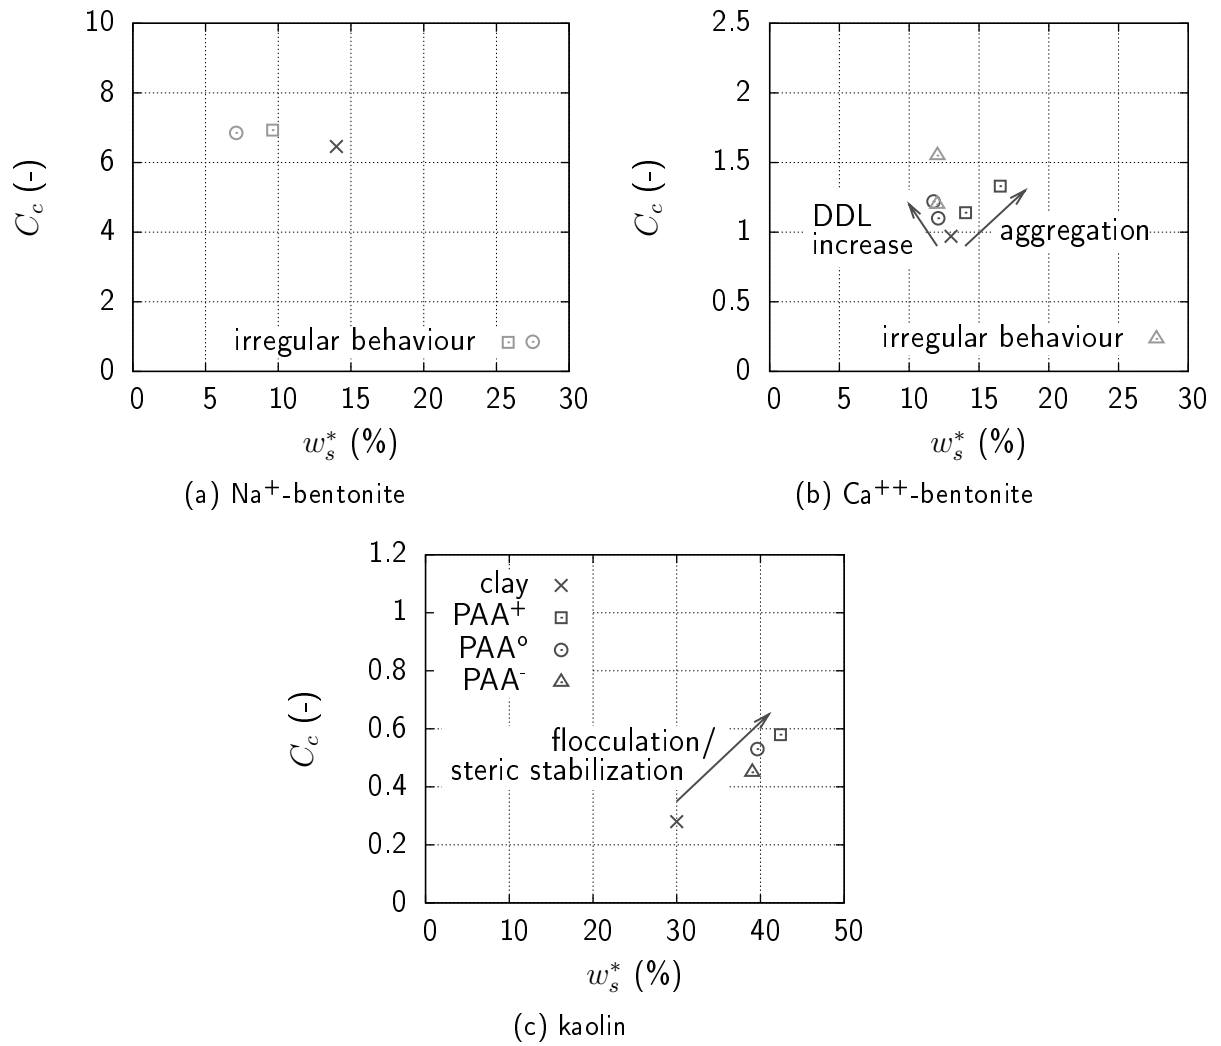 10
8
6
4
2
0
C_c (-)
irregular behaviour
0 5 10 15 20 25 30
w_s^* (%)
(a) Na⁺-bentonite
2.5
2
1.5
1
0.5
0
C_c (-)
DDL
increase
aggregation
irregular behaviour
0 5 10 15 20 25 30
w_s^* (%)
(b) Ca⁺⁺-bentonite
1.2
1
0.8
0.6
0.4
0.2
0
C_c (-)
clay
PAA⁺
PAAº
PAA⁻
flocculation/
steric stabilization
0 10 20 30 40 50
w_s^* (%)
(c) kaolin